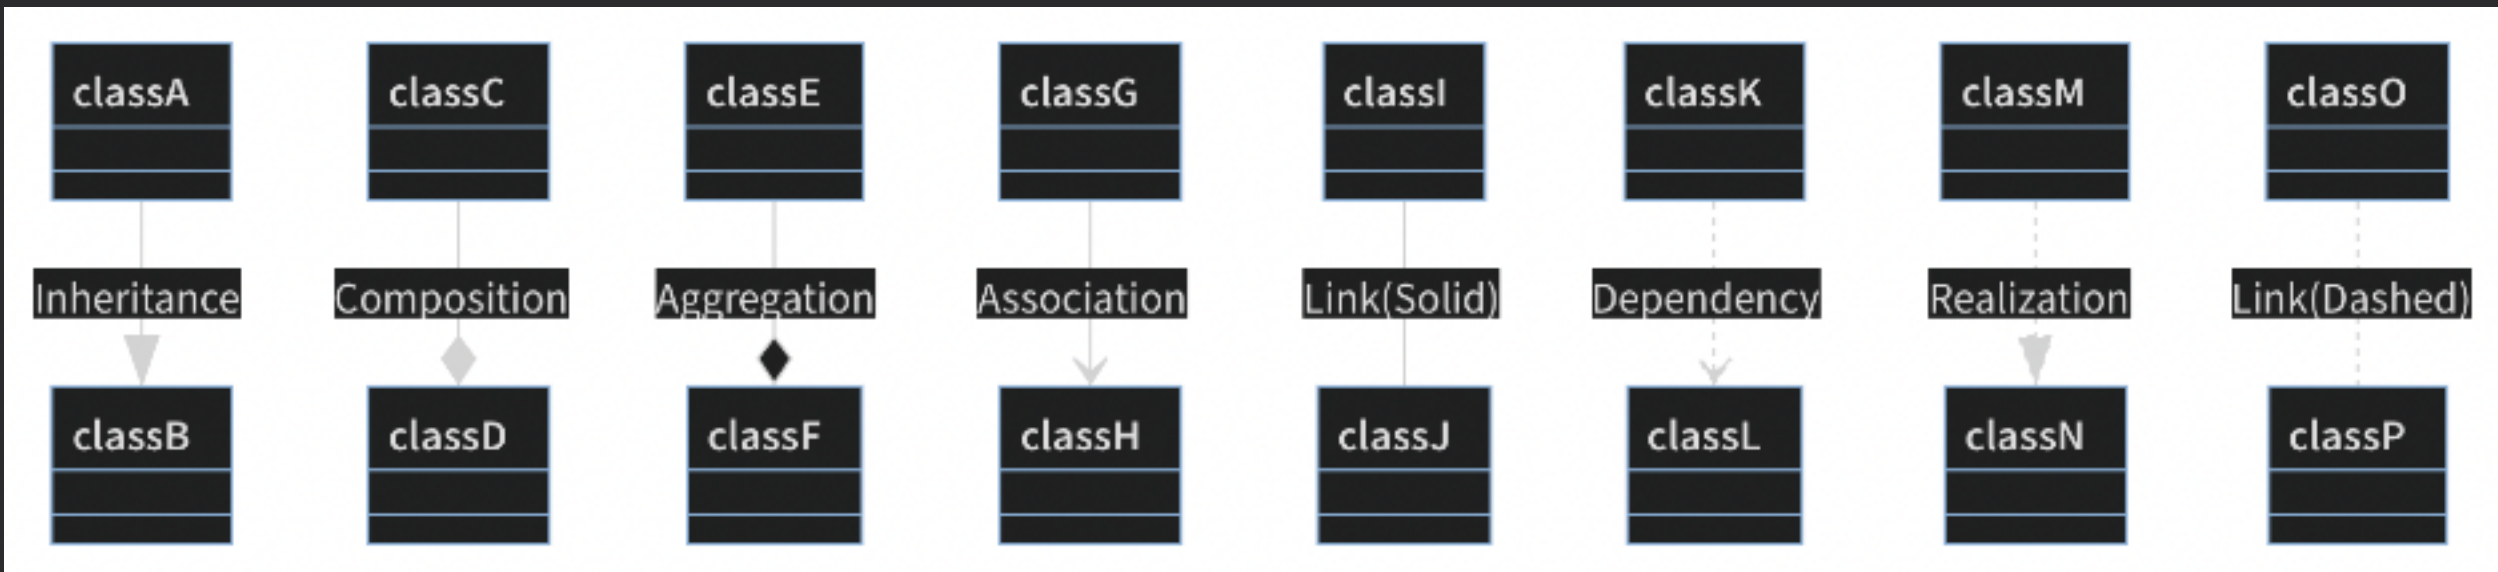 classA classC classE classG classI classK classM classO
Inheritance Composition Aggregation Association Link(Solid) Dependency Realization Link(Dashed)
classB classD classF classH classJ classL classN classP